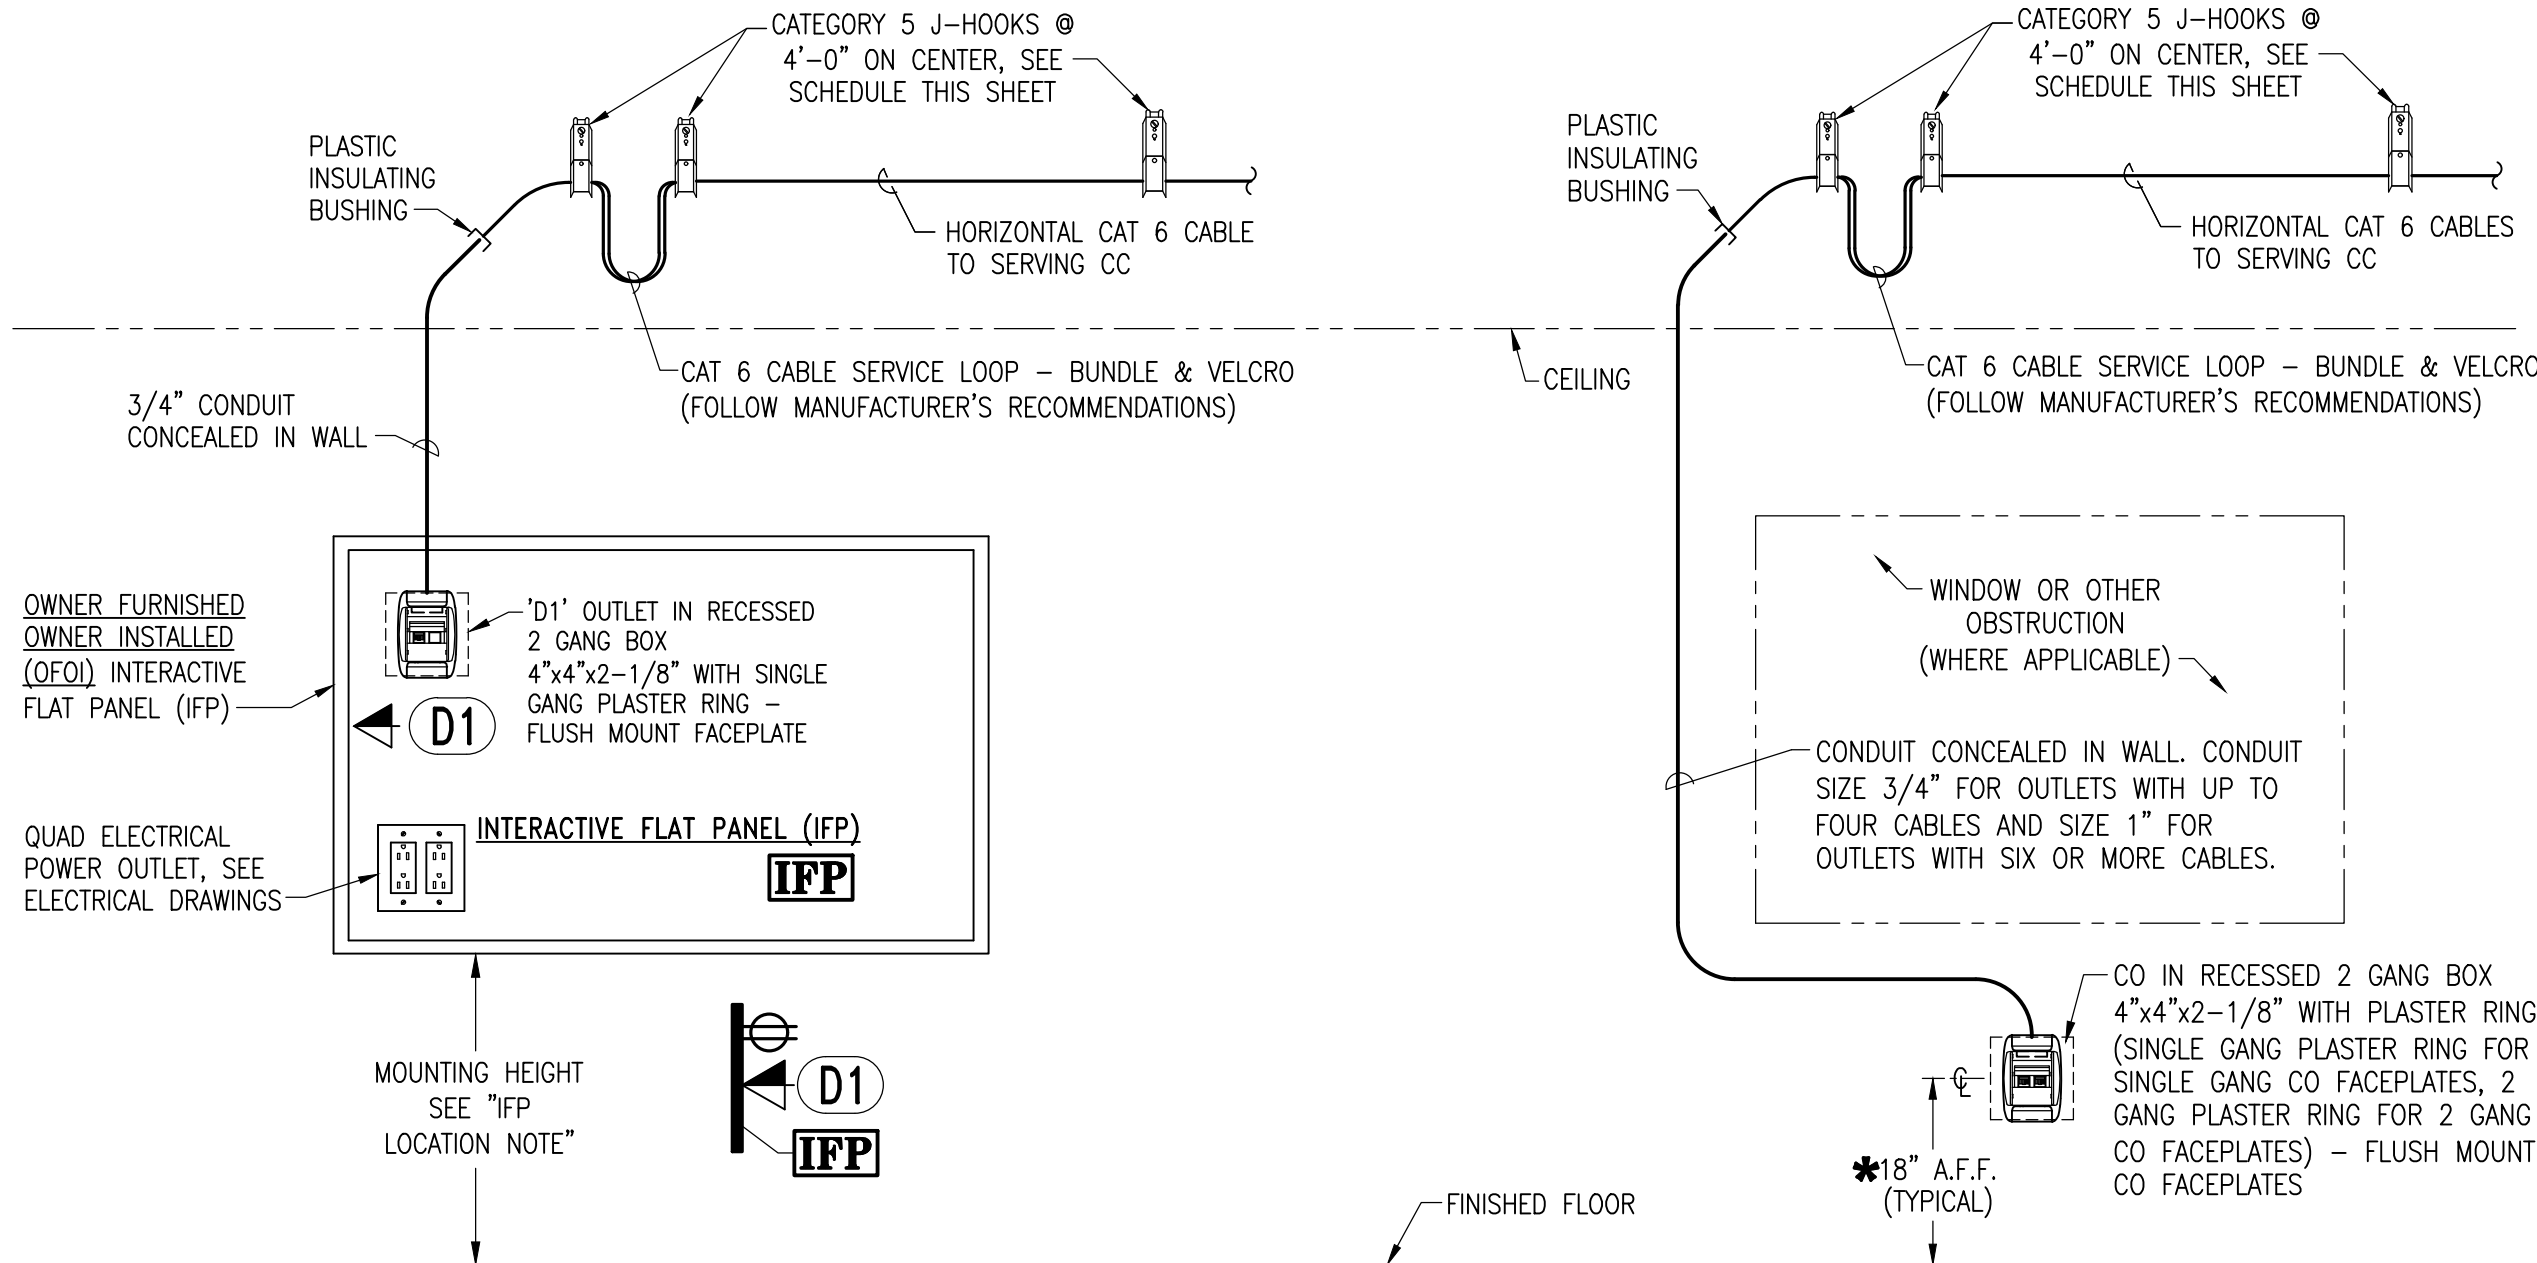 CATEGORY 5 J-HOOKS @
4'-0" ON CENTER, SEE
SCHEDULE THIS SHEET
PLASTIC
INSULATING
BUSHING
HORIZONTAL CAT 6 CABLE
TO SERVING CC
CAT 6 CABLE SERVICE LOOP - BUNDLE & VELCRO
(FOLLOW MANUFACTURER'S RECOMMENDATIONS)
3/4" CONDUIT
CONCEALED IN WALL
OWNER FURNISHED
OWNER INSTALLED
(OFOI) INTERACTIVE
FLAT PANEL (IFP)
'D1' OUTLET IN RECESSED
2 GANG BOX
4"x4"x2-1/8" WITH SINGLE
GANG PLASTER RING -
FLUSH MOUNT FACEPLATE
D1
QUAD ELECTRICAL
POWER OUTLET, SEE
ELECTRICAL DRAWINGS
INTERACTIVE FLAT PANEL (IFP)
IFP
MOUNTING HEIGHT
SEE "IFP
LOCATION NOTE"
D1
IFP
CEILING
FINISHED FLOOR
CATEGORY 5 J-HOOKS @
4'-0" ON CENTER, SEE
SCHEDULE THIS SHEET
PLASTIC
INSULATING
BUSHING
HORIZONTAL CAT 6 CABLES
TO SERVING CC
CAT 6 CABLE SERVICE LOOP - BUNDLE & VELCRO
(FOLLOW MANUFACTURER'S RECOMMENDATIONS)
WINDOW OR OTHER
OBSTRUCTION
(WHERE APPLICABLE)
CONDUIT CONCEALED IN WALL. CONDUIT
SIZE 3/4" FOR OUTLETS WITH UP TO
FOUR CABLES AND SIZE 1" FOR
OUTLETS WITH SIX OR MORE CABLES.
CO IN RECESSED 2 GANG BOX
4"x4"x2-1/8" WITH PLASTER RING
(SINGLE GANG PLASTER RING FOR
SINGLE GANG CO FACEPLATES, 2
GANG PLASTER RING FOR 2 GANG
CO FACEPLATES) - FLUSH MOUNT
CO FACEPLATES
℄
*18" A.F.F.
(TYPICAL)